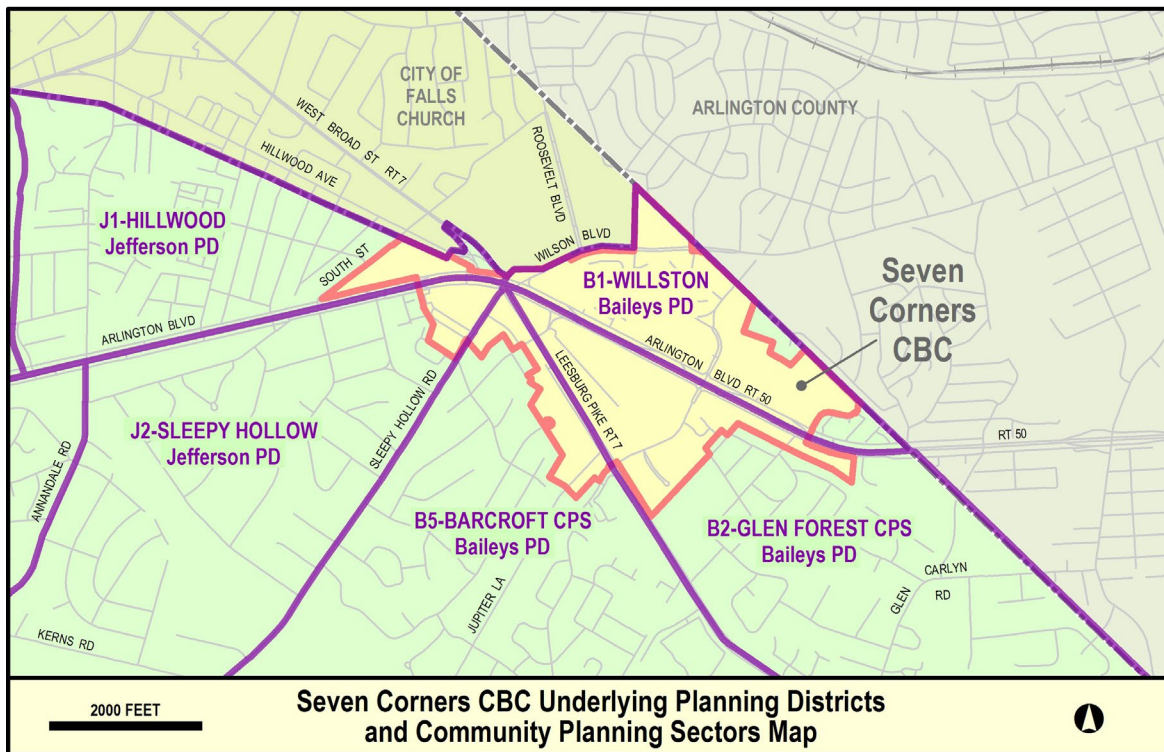 CITY OF
FALLS
CHURCH
ARLINGTON COUNTY
WEST BROAD ST RT 7
HILLWOOD AVE
ROOSEVELT BLVD
J1-HILLWOOD
Jefferson PD
SOUTH ST
WILSON BLVD
B1-WILLSTON
Baileys PD
Seven
Corners
CBC
ARLINGTON BLVD
ARLINGTON BLVD RT 50
LEESBURG PIKE RT 7
SLEEPY HOLLOW RD
J2-SLEEPY HOLLOW
Jefferson PD
RT 50
ANNANDALE RD
B5-BARCROFT CPS
Baileys PD
B2-GLEN FOREST CPS
Baileys PD
GLEN
CARLYN
RD
JUPITER LA
KERNS RD
2000 FEET
Seven Corners CBC Underlying Planning Districts
and Community Planning Sectors Map